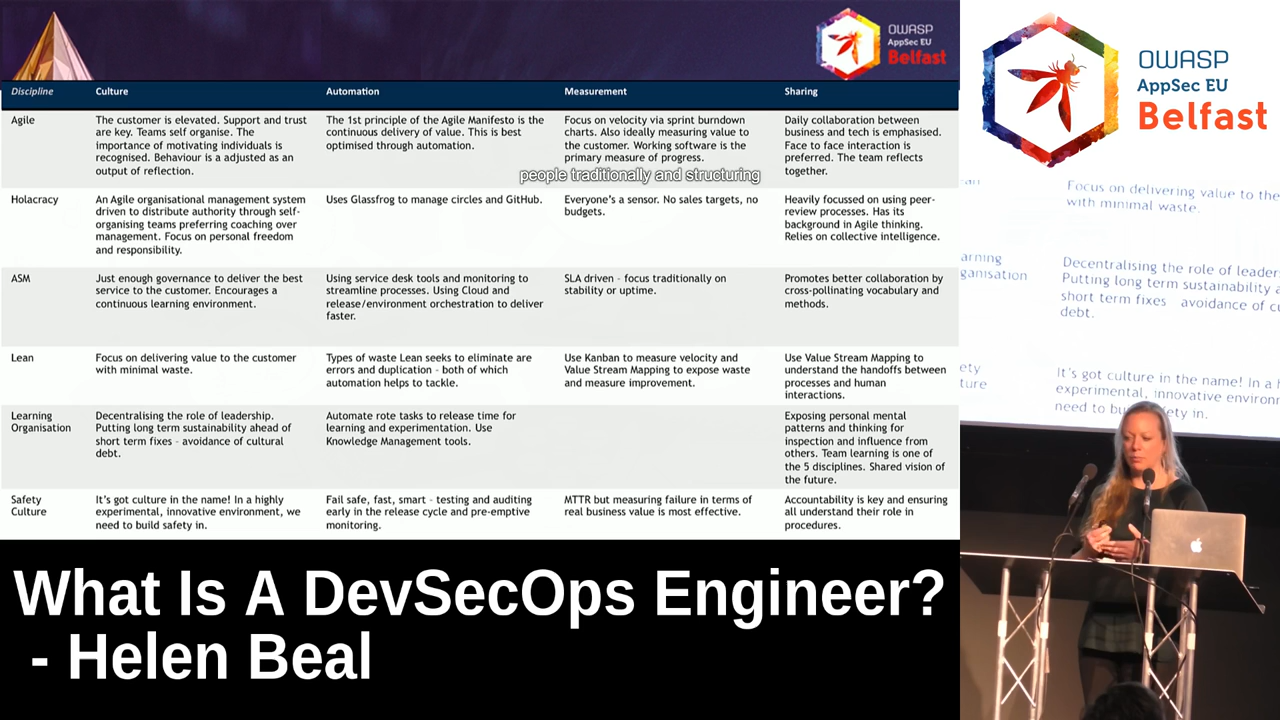 OWASP
AppSec EU
Belfast
Discipline Culture Automation Measurement Sharing
Agile
The customer is elevated. Support and trust
are key. Teams self organise. The
importance of motivating individuals is
recognised. Behaviour is a adjusted as an
output of reflection.
The 1st principle of the Agile Manifesto is the
continuous delivery of value. This is best
optimised through automation.
Focus on velocity via sprint burndown
charts. Also ideally measuring value to
the customer. Working software is the
primary measure of progress.
Daily collaboration between
business and tech is emphasised.
Face to face interaction is
preferred. The team reflects
together.
people traditionally and structuring
Holacracy
An Agile organisational management system
driven to distribute authority through self-
organising teams preferring coaching over
management. Focus on personal freedom
and responsibility.
Uses Glassfrog to manage circles and GitHub.
Everyone's a sensor. No sales targets, no
budgets.
Heavily focussed on using peer-
review processes. Has its
background in Agile thinking.
Relies on collective intelligence.
ASM
Just enough governance to deliver the best
service to the customer. Encourages a
continuous learning environment.
Using service desk tools and monitoring to
streamline processes. Using Cloud and
release/environment orchestration to deliver
faster.
SLA driven - focus traditionally on
stability or uptime.
Promotes better collaboration by
cross-pollinating vocabulary and
methods.
Lean
Focus on delivering value to the customer
with minimal waste.
Types of waste Lean seeks to eliminate are
errors and duplication - both of which
automation helps to tackle.
Use Kanban to measure velocity and
Value Stream Mapping to expose waste
and measure improvement.
Use Value Stream Mapping to
understand the handoffs between
processes and human
interactions.
Learning
Organisation
Decentralising the role of leadership.
Putting long term sustainability ahead of
short term fixes - avoidance of cultural
debt.
Automate rote tasks to release time for
learning and experimentation. Use
Knowledge Management tools.
Exposing personal mental
patterns and thinking for
inspection and influence from
others. Team learning is one of
the 5 disciplines. Shared vision of
the future.
Safety
Culture
It's got culture in the name! In a highly
experimental, innovative environment, we
need to build safety in.
Fail safe, fast, smart - testing and auditing
early in the release cycle and pre-emptive
monitoring.
MTTR but measuring failure in terms of
real business value is most effective.
Accountability is key and ensuring
all understand their role in
procedures.
What Is A DevSecOps Engineer?
- Helen Beal
OWASP
AppSec EU
Belfast
Focus on delivering value to the
with minimal waste.
arning
ganisation
Decentralising the role of leader
Putting long term sustainability a
short term fixes avoidance of cu
debt.
ety
ture
It's got culture in the name! In a h
experimental, innovative environm
need to bu fety in.